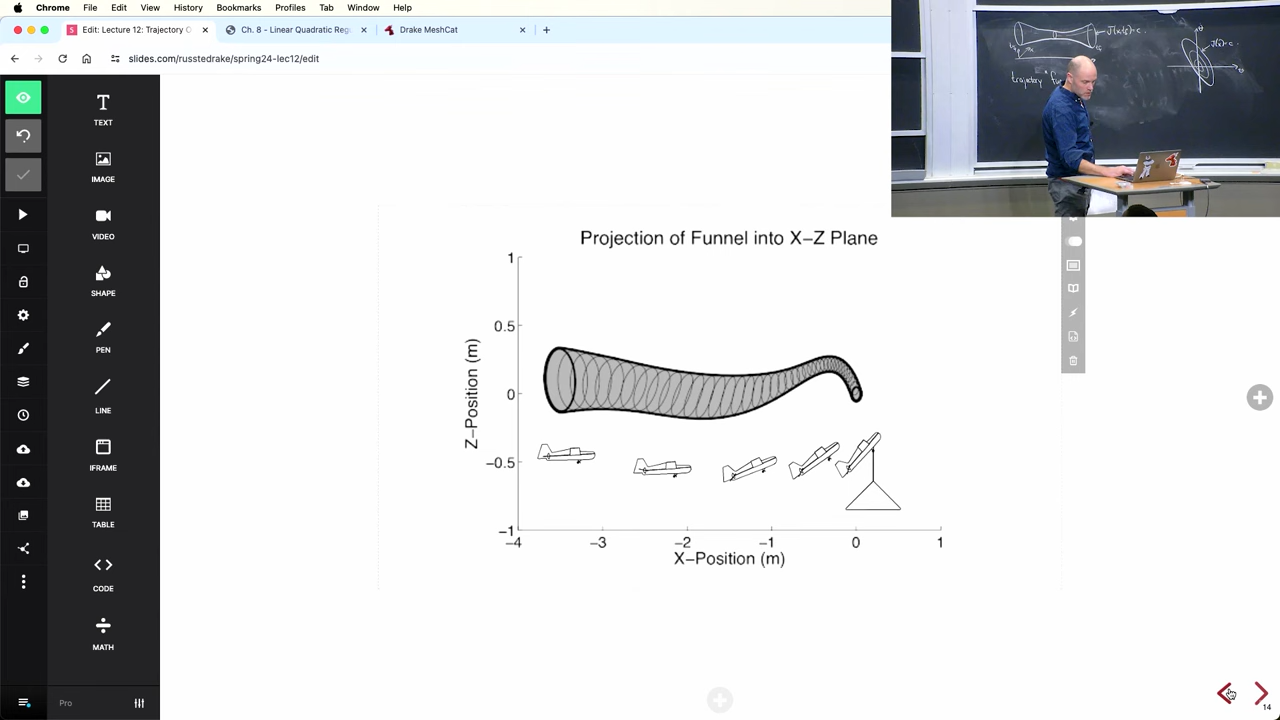 Chrome File Edit View History Bookmarks Profiles Tab Window Help
Edit: Lecture 12: Trajectory
Ch. 8 - Linear Quadratic Reg
Drake MeshCat
slides.com/russtedrake/spring24-lec12/edit
TEXT
IMAGE
VIDEO
SHAPE
PEN
LINE
IFRAME
TABLE
CODE
MATH
Pro
Projection of Funnel into X−Z Plane
Z−Position (m)
1
0.5
0
−0.5
−1
−4 −3 −2 −1 0 1
X−Position (m)
trajectory
14